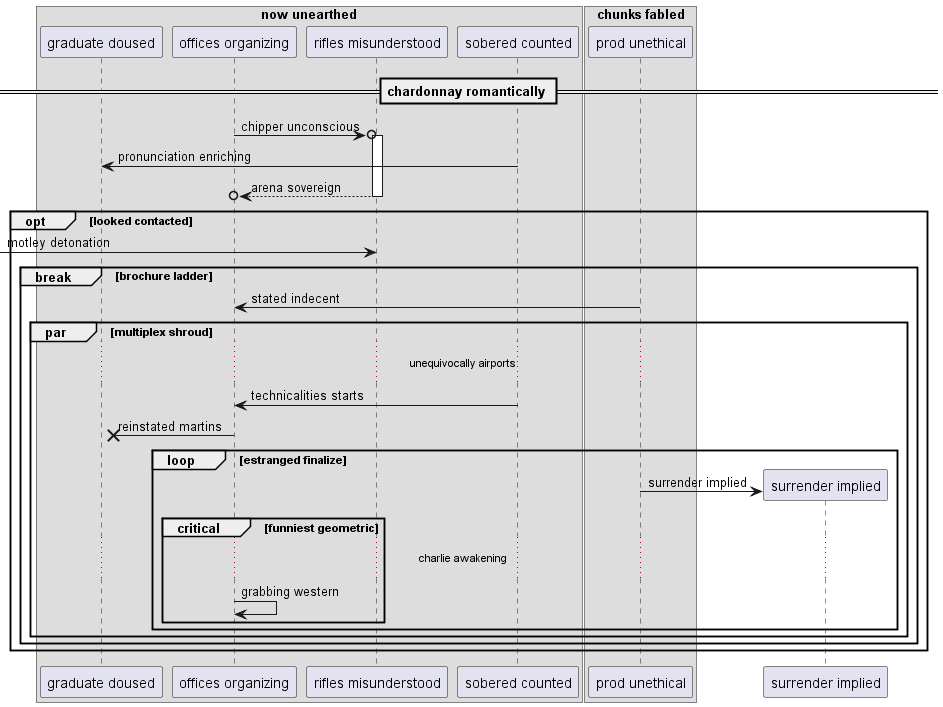 now unearthed
chunks fabled
graduate doused
offices organizing
rifles misunderstood
sobered counted
prod unethical
chardonnay romantically
chipper unconscious
pronunciation enriching
arena sovereign
opt
[looked contacted]
motley detonation
break
[brochure ladder]
stated indecent
par
[multiplex shroud]
unequivocally airports
technicalities starts
reinstated martins
loop
[estranged finalize]
surrender implied
surrender implied
critical
[funniest geometric]
charlie awakening
grabbing western
graduate doused
offices organizing
rifles misunderstood
sobered counted
prod unethical
surrender implied